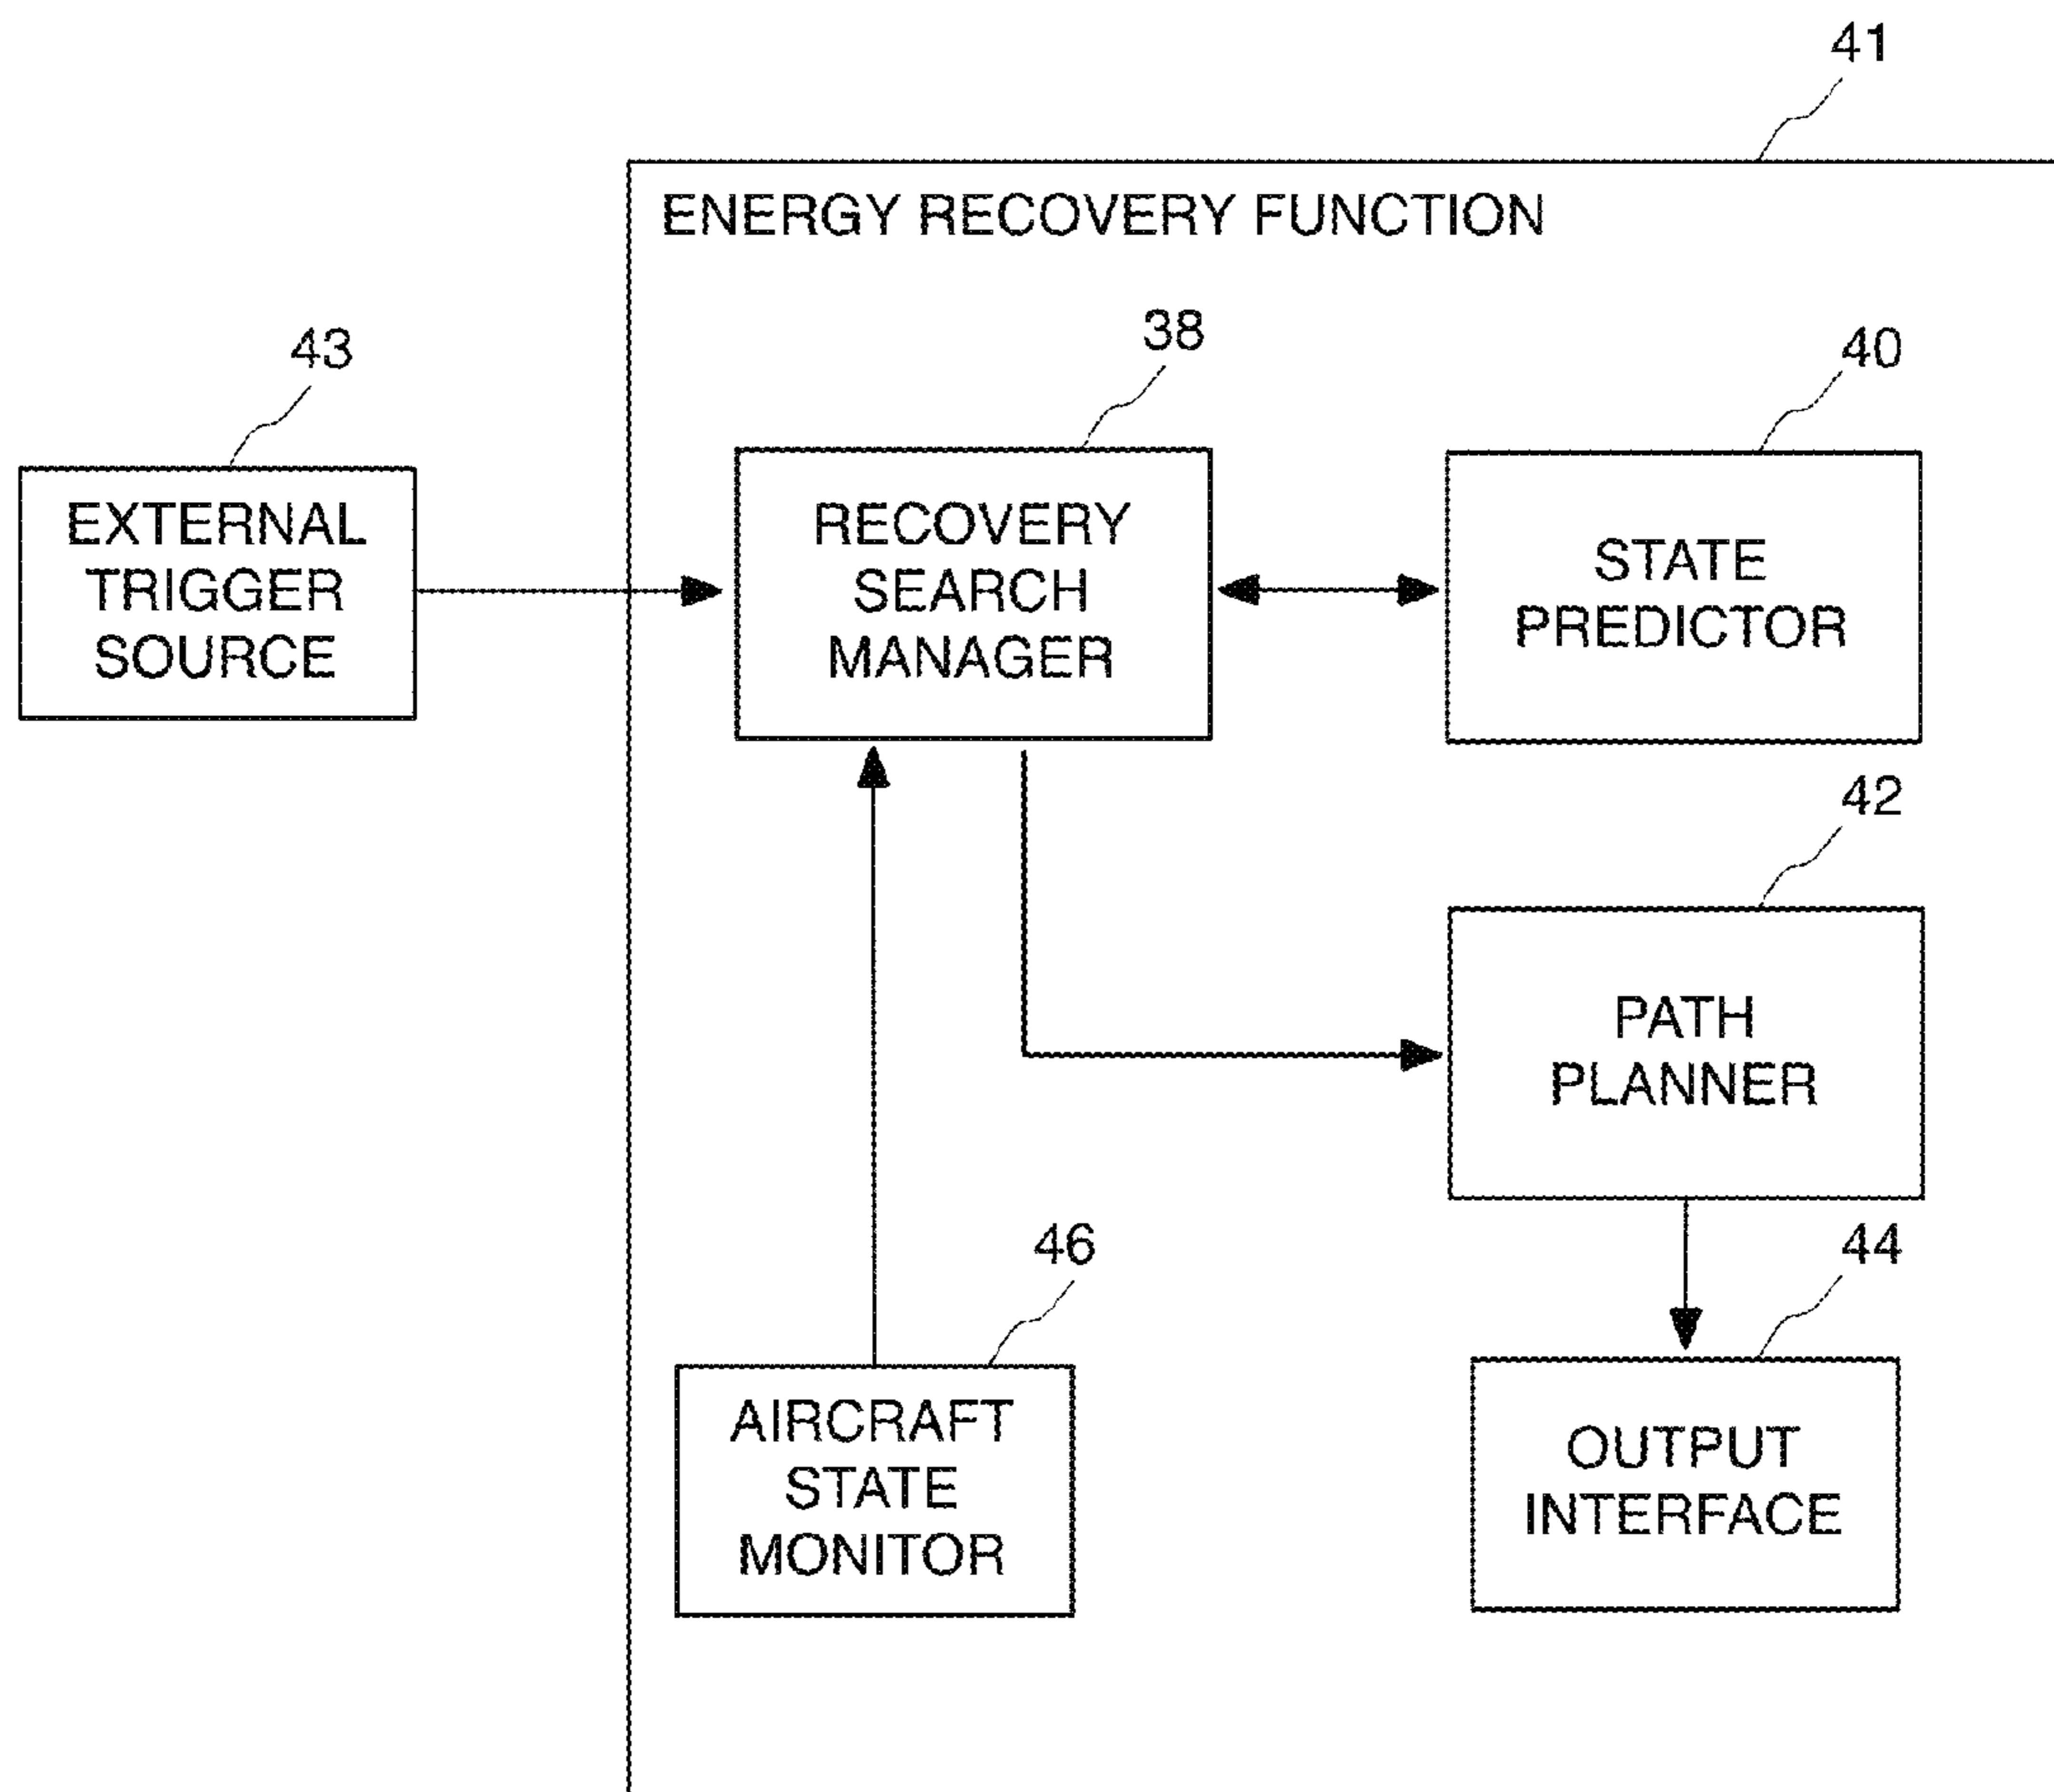 41
ENERGY RECOVERY FUNCTION
43
38
40
EXTERNAL
TRIGGER
SOURCE
RECOVERY
SEARCH
MANAGER
STATE
PREDICTOR
42
PATH
PLANNER
46
44
AIRCRAFT
STATE
MONITOR
OUTPUT
INTERFACE